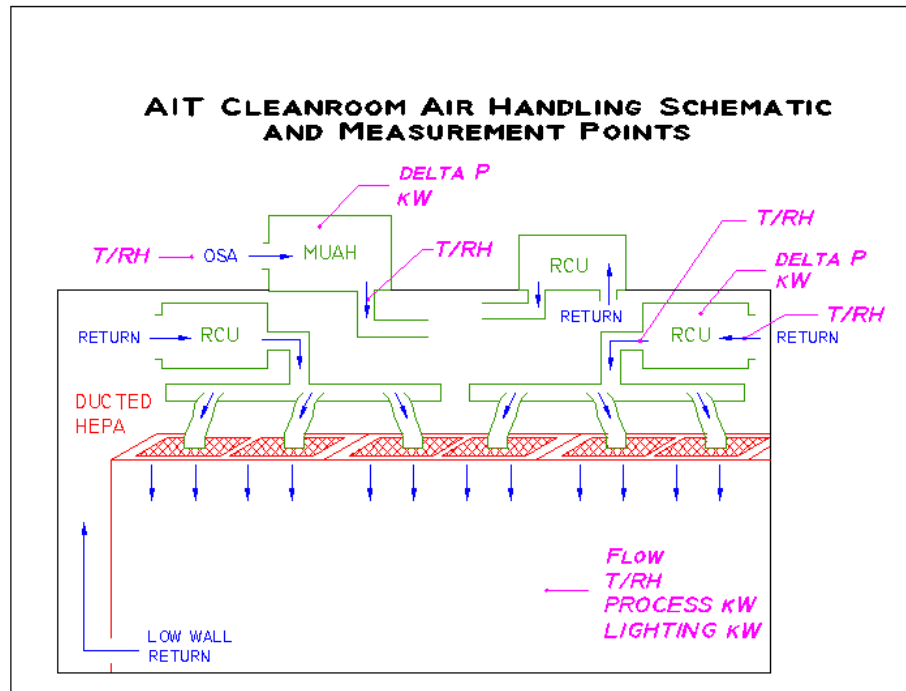 AIT CLEANROOM AIR HANDLING SCHEMATIC
AND MEASUREMENT POINTS
DELTA P
KW
T/RH
OSA
MUAH
T/RH
T/RH
RCU
DELTA P
KW
RETURN
RETURN
RCU
RCU
T/RH
RETURN
DUCTED
HEPA
FLOW
T/RH
PROCESS KW
LIGHTING KW
LOW WALL
RETURN